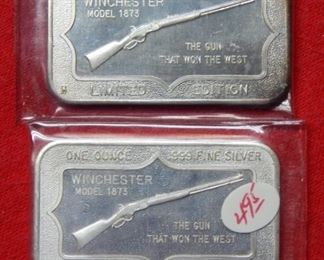 WINCHESTER
MODEL 1873
THE GUN
THAT WON THE WEST
LIMITED EDITION
ONE OUNCE .999 FINE SILVER
WINCHESTER
MODEL 1873
THE GUN
THAT WON THE WEST